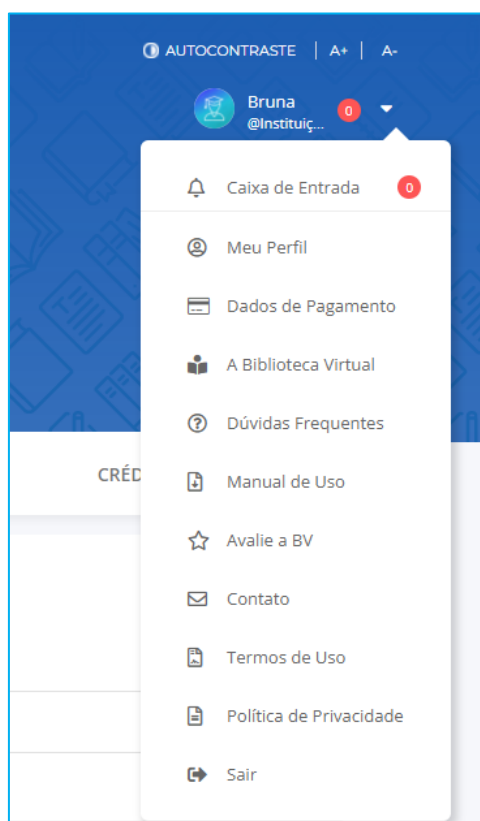 AUTOCONTRASTE | A+ | A-
Bruna 0
@Instituiç...
Caixa de Entrada 0
Meu Perfil
Dados de Pagamento
A Biblioteca Virtual
Dúvidas Frequentes
CRÉD
Manual de Uso
Avalie a BV
Contato
Termos de Uso
Política de Privacidade
Sair